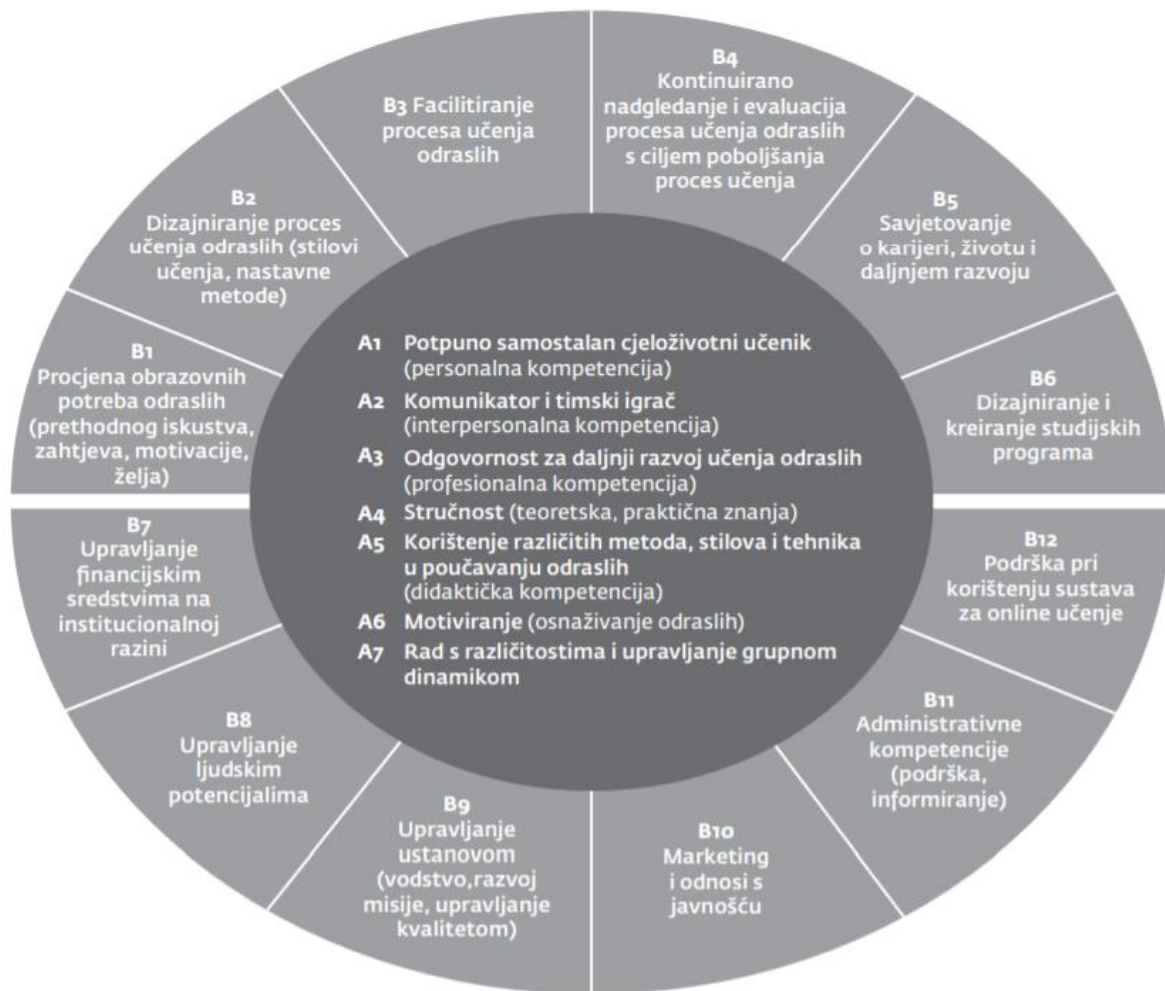 B1
Procjena obrazovnih
potreba odraslih
(prethodnog iskustva,
zahtjeva, motivacije,
želja)
B2
Dizajniranje proces
učenja odraslih (stilovi
učenja, nastavne
metode)
B3 Facilitiranje
procesa učenja
odraslih
B4
Kontinuirano
nadgledanje i evaluacija
procesa učenja odraslih
s ciljem poboljšanja
proces učenja
B5
Savjetovanje
o karijeri, životu i
daljnjem razvoju
B6
Dizajniranje i
kreiranje studijskih
programa
A1 Potpuno samostalan cjeloživotni učenik
(personalna kompetencija)
A2 Komunikator i timski igrač
(interpersonalna kompetencija)
A3 Odgovornost za daljnji razvoj učenja odraslih
(profesionalna kompetencija)
A4 Stručnost (teoretska, praktična znanja)
A5 Korištenje različitih metoda, stilova i tehnika
u poučavanju odraslih
(didaktička kompetencija)
A6 Motiviranje (osnaživanje odraslih)
A7 Rad s različitostima i upravljanje grupnom
dinamikom
B7
Upravljanje
financijskim
sredstvima na
institucionalnoj
razini
B8
Upravljanje
ljudskim
potencijalima
B9
Upravljanje
ustanovom
(vodstvo,razvoj
misije, upravljanje
kvalitetom)
B10
Marketing
i odnosi s
javnošću
B11
Administrativne
kompetencije
(podrška,
informiranje)
B12
Podrška pri
korištenju sustava
za online učenje